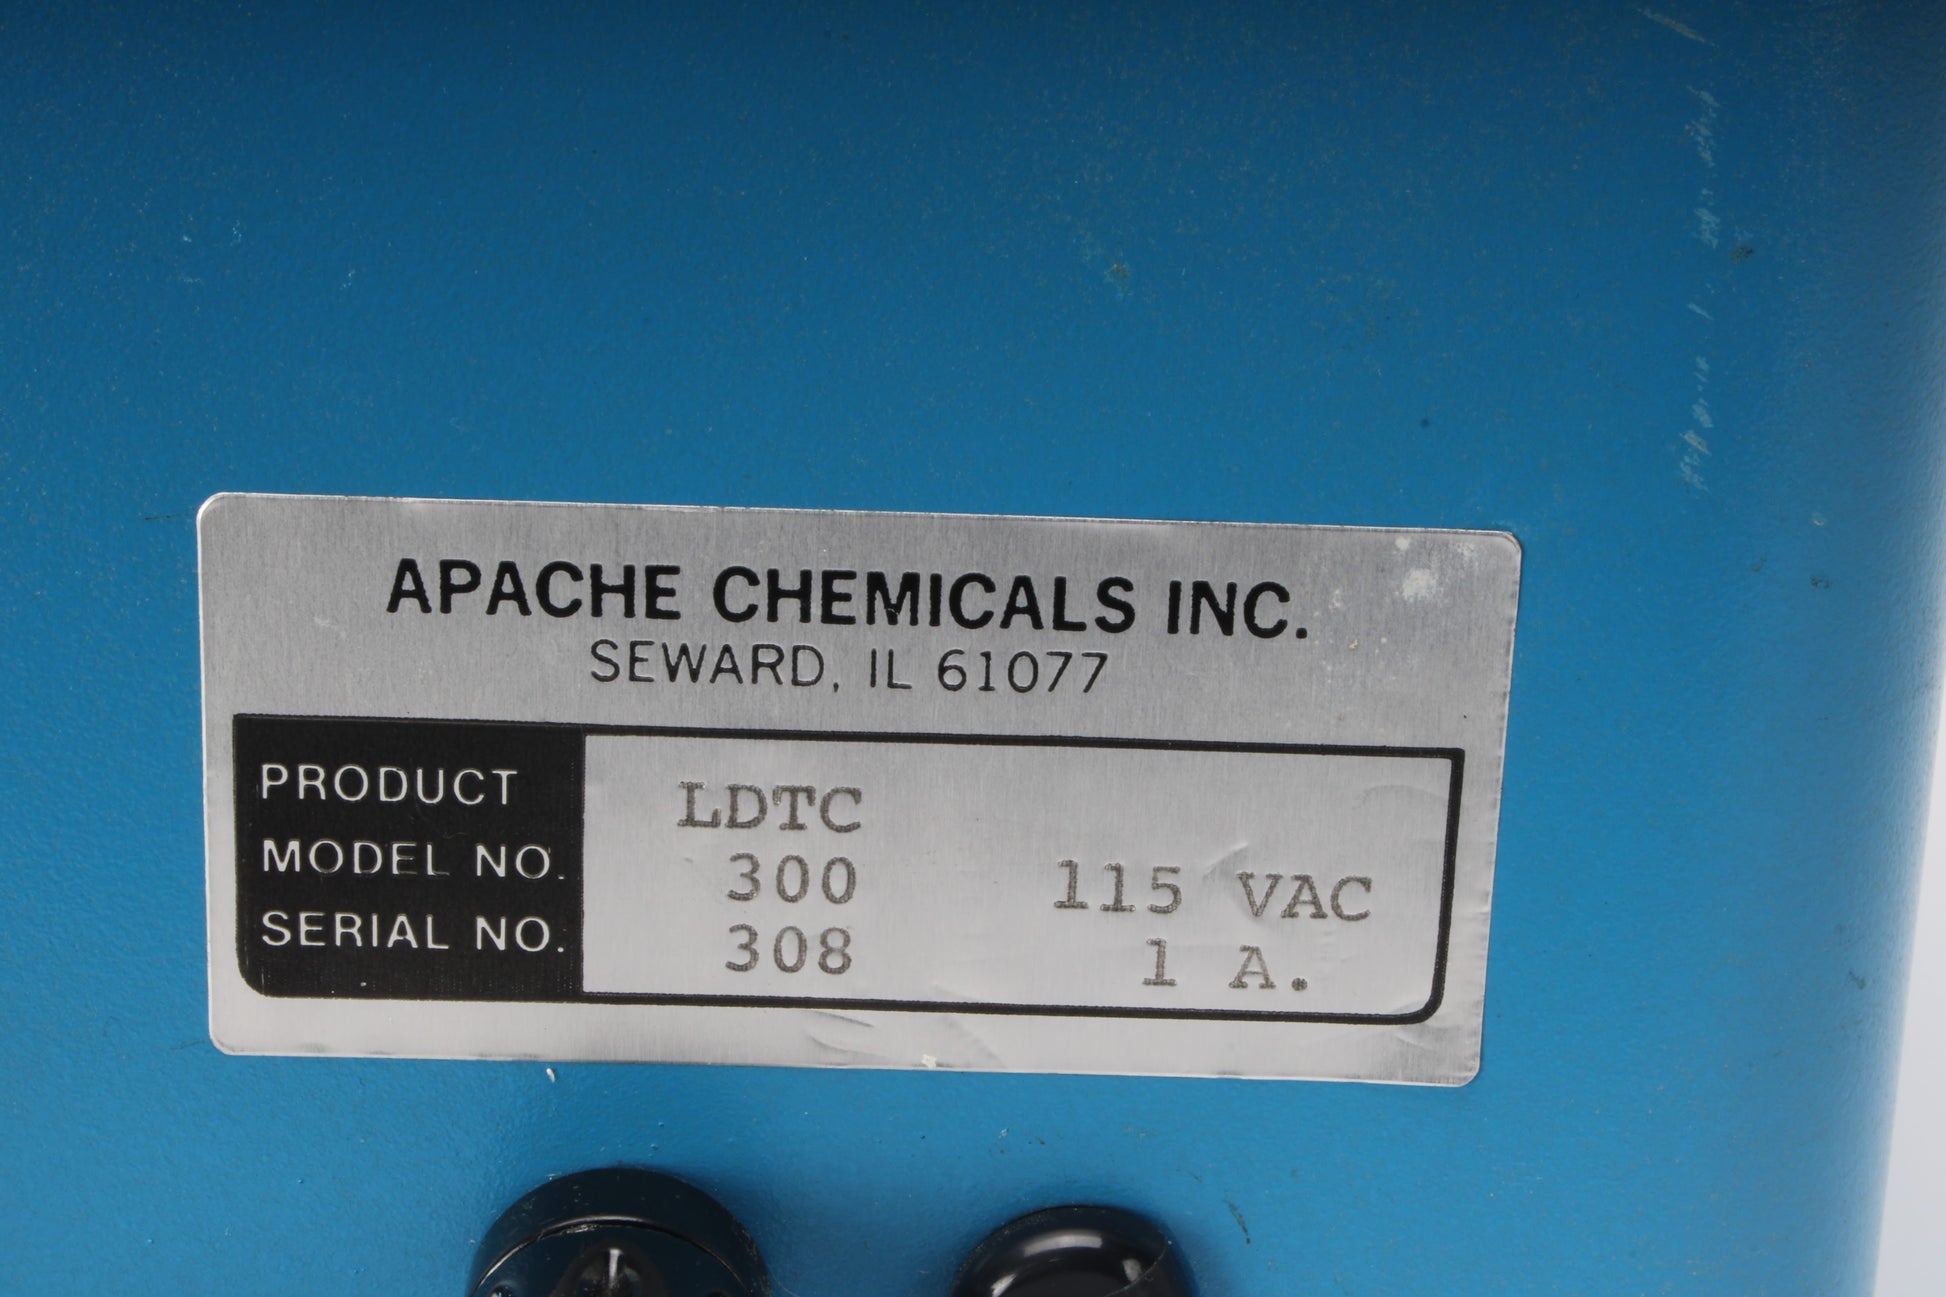 APACHE CHEMICALS INC.
SEWARD, IL 61077
PRODUCT LDTC
MODEL NO. 300 115 VAC
SERIAL NO. 308 1 A.